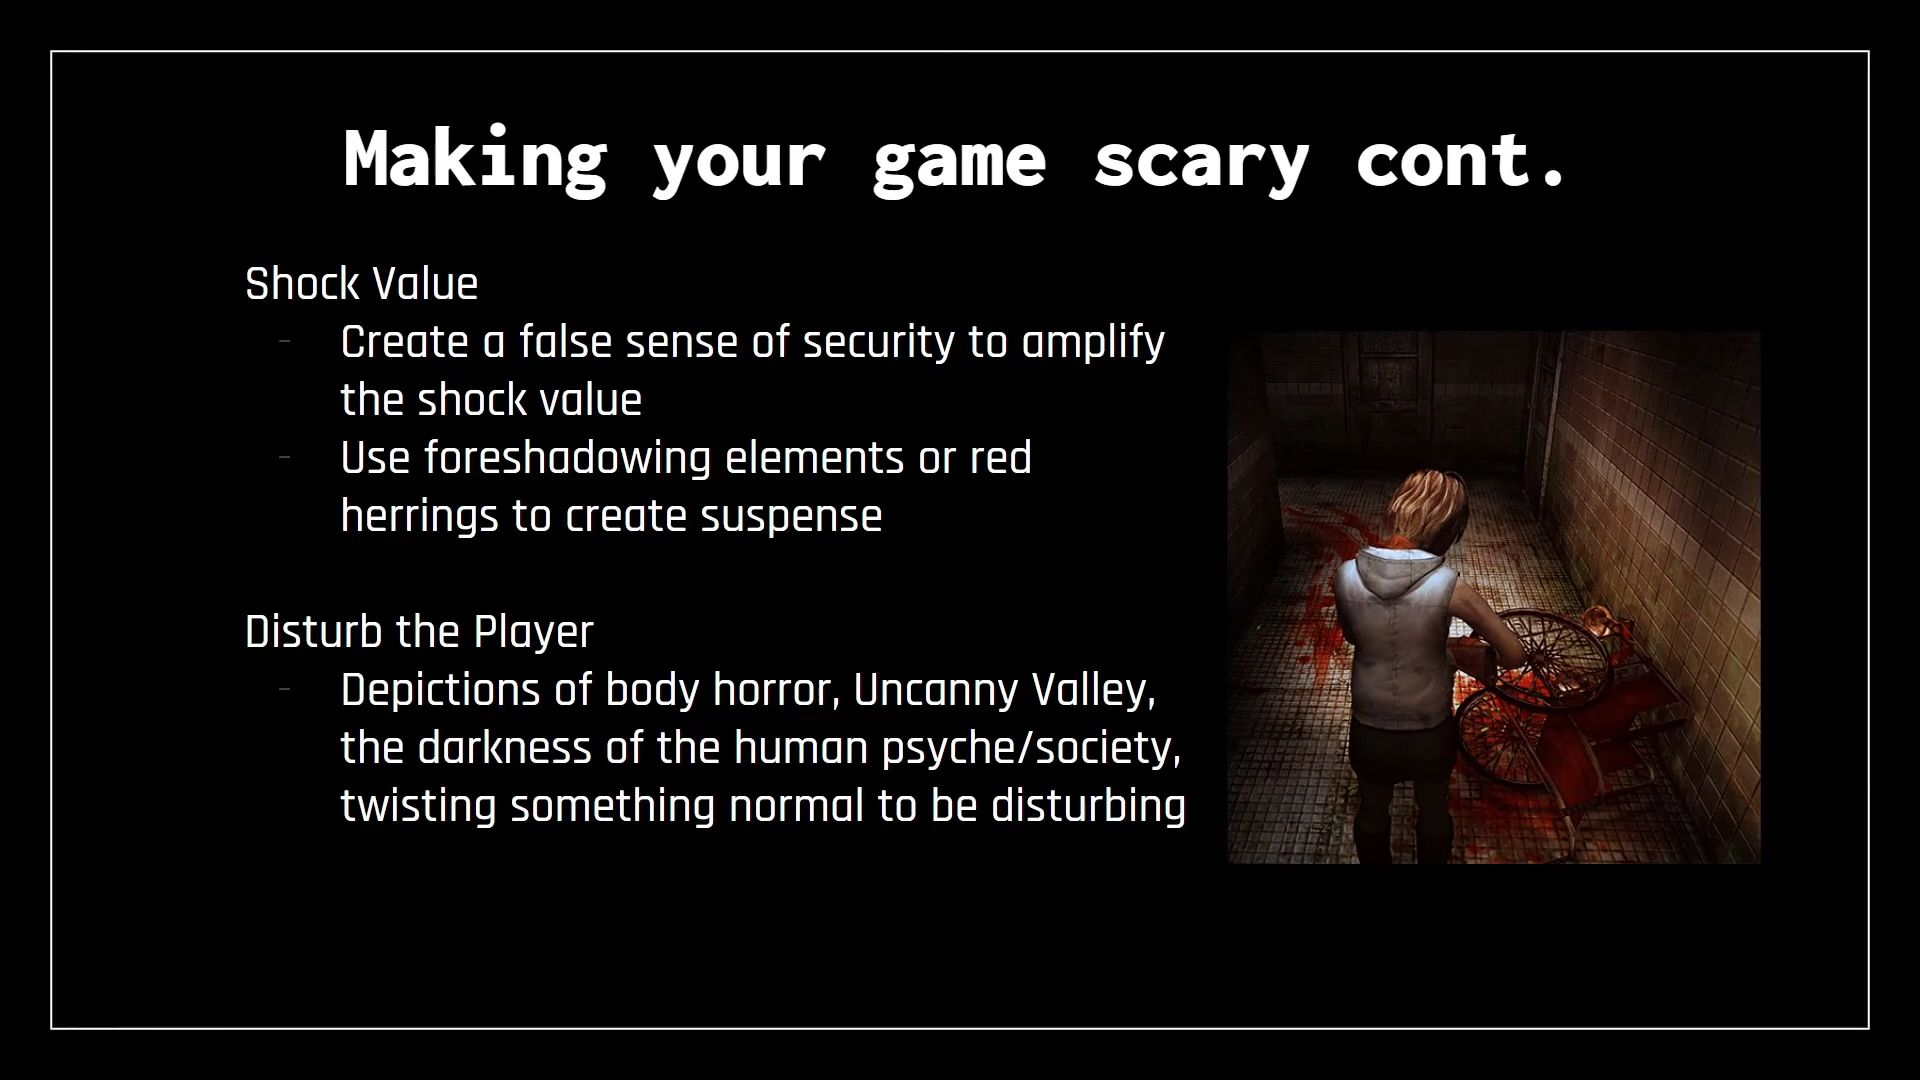 Making your game scary cont.
Shock Value
- Create a false sense of security to amplify
the shock value
- Use foreshadowing elements or red
herrings to create suspense
Disturb the Player
- Depictions of body horror, Uncanny Valley,
the darkness of the human psyche/society,
twisting something normal to be disturbing